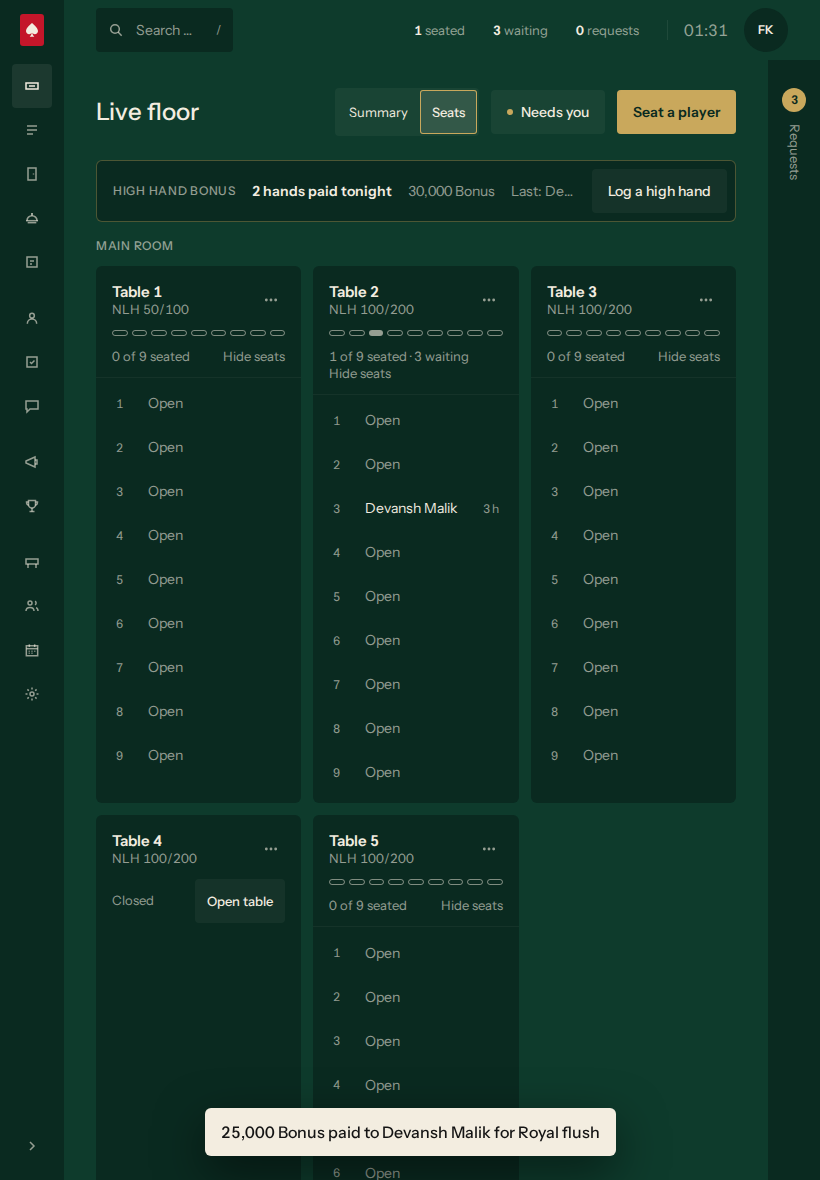 Search ... /
1 seated 3 waiting 0 requests 01:31 FK
Live floor Summary Seats Needs you Seat a player
3
Requests
HIGH HAND BONUS 2 hands paid tonight 30,000 Bonus Last: De... Log a high hand
MAIN ROOM
Table 1
NLH 50/100
0 of 9 seated Hide seats
1 Open
2 Open
3 Open
4 Open
5 Open
6 Open
7 Open
8 Open
9 Open
Table 2
NLH 100/200
1 of 9 seated · 3 waiting
Hide seats
1 Open
2 Open
3 Devansh Malik 3 h
4 Open
5 Open
6 Open
7 Open
8 Open
9 Open
Table 3
NLH 100/200
0 of 9 seated Hide seats
1 Open
2 Open
3 Open
4 Open
5 Open
6 Open
7 Open
8 Open
9 Open
Table 4
NLH 100/200
Closed Open table
Table 5
NLH 100/200
0 of 9 seated Hide seats
1 Open
2 Open
3 Open
4 Open
25,000 Bonus paid to Devansh Malik for Royal flush
6 Open